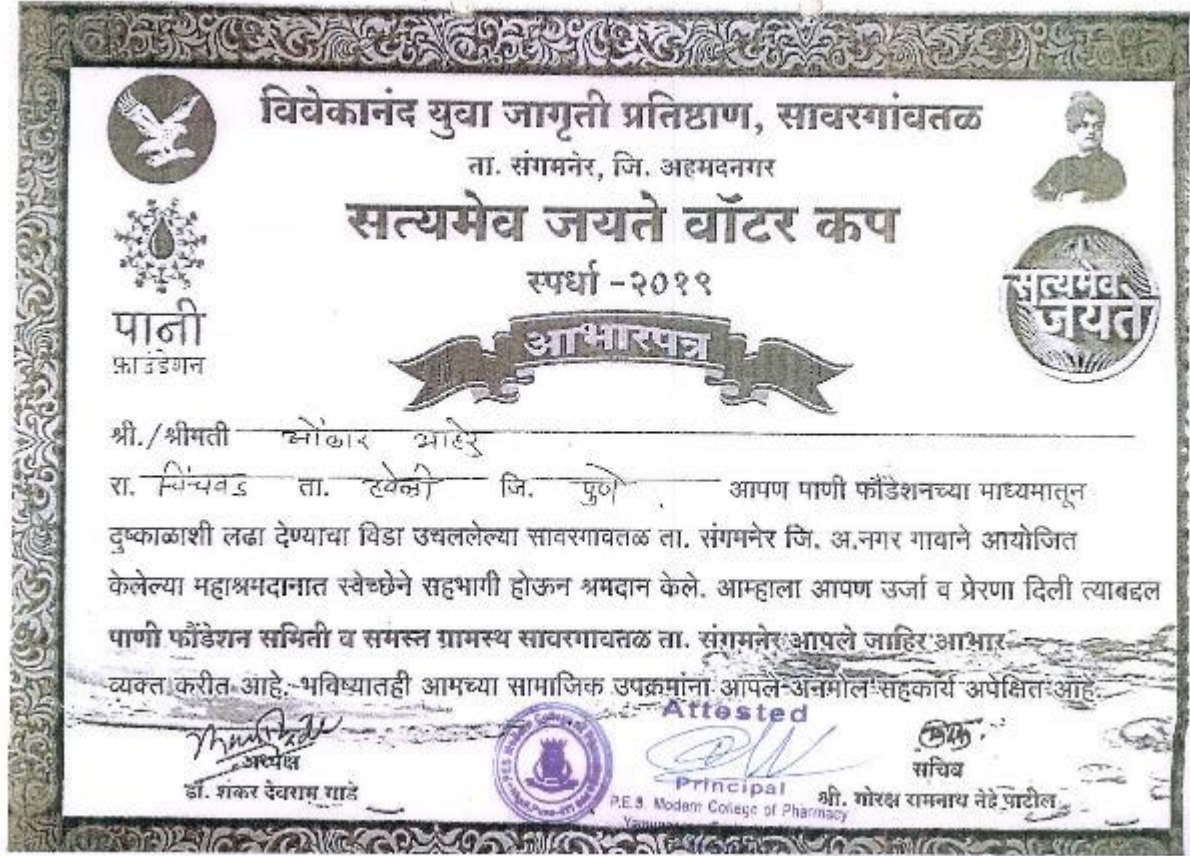 विवेकानंद युवा जागृती प्रतिष्ठाण, सावरगांवतळ
ता. संगमनेर, जि. अहमदनगर
सत्यमेव जयते वॉटर कप
स्पर्धा -२०१९
आभारपत्र
पानी
फाउंडेशन
सत्यमेव
जयते
श्री./श्रीमती ओंकार आहेर
रा. चिंचवड ता. हवेली जि. पुणे. आपण पाणी फौंडेशनच्या माध्यमातून
दुष्काळाशी लढा देण्याचा विडा उचललेल्या सावरगावतळ ता. संगमनेर जि. अ.नगर गावाने आयोजित
केलेल्या महाश्रमदानात स्वेच्छेने सहभागी होऊन श्रमदान केले. आम्हाला आपण उर्जा व प्रेरणा दिली त्याबद्दल
पाणी फौंडेशन समिती व समस्त ग्रामस्थ सावरगावतळ ता. संगमनेर आपले जाहिर आभार
व्यक्त करीत आहे. भविष्यातही आमच्या सामाजिक उपक्रमांना आपले अनमोल सहकार्य अपेक्षित आहे.
अध्यक्ष
डॉ. शंकर देवराम गाडे
Attested
Principal
P.E.S. Modern College of Pharmacy
सचिव
श्री. गोरक्ष रामनाथ नेहे पाटील